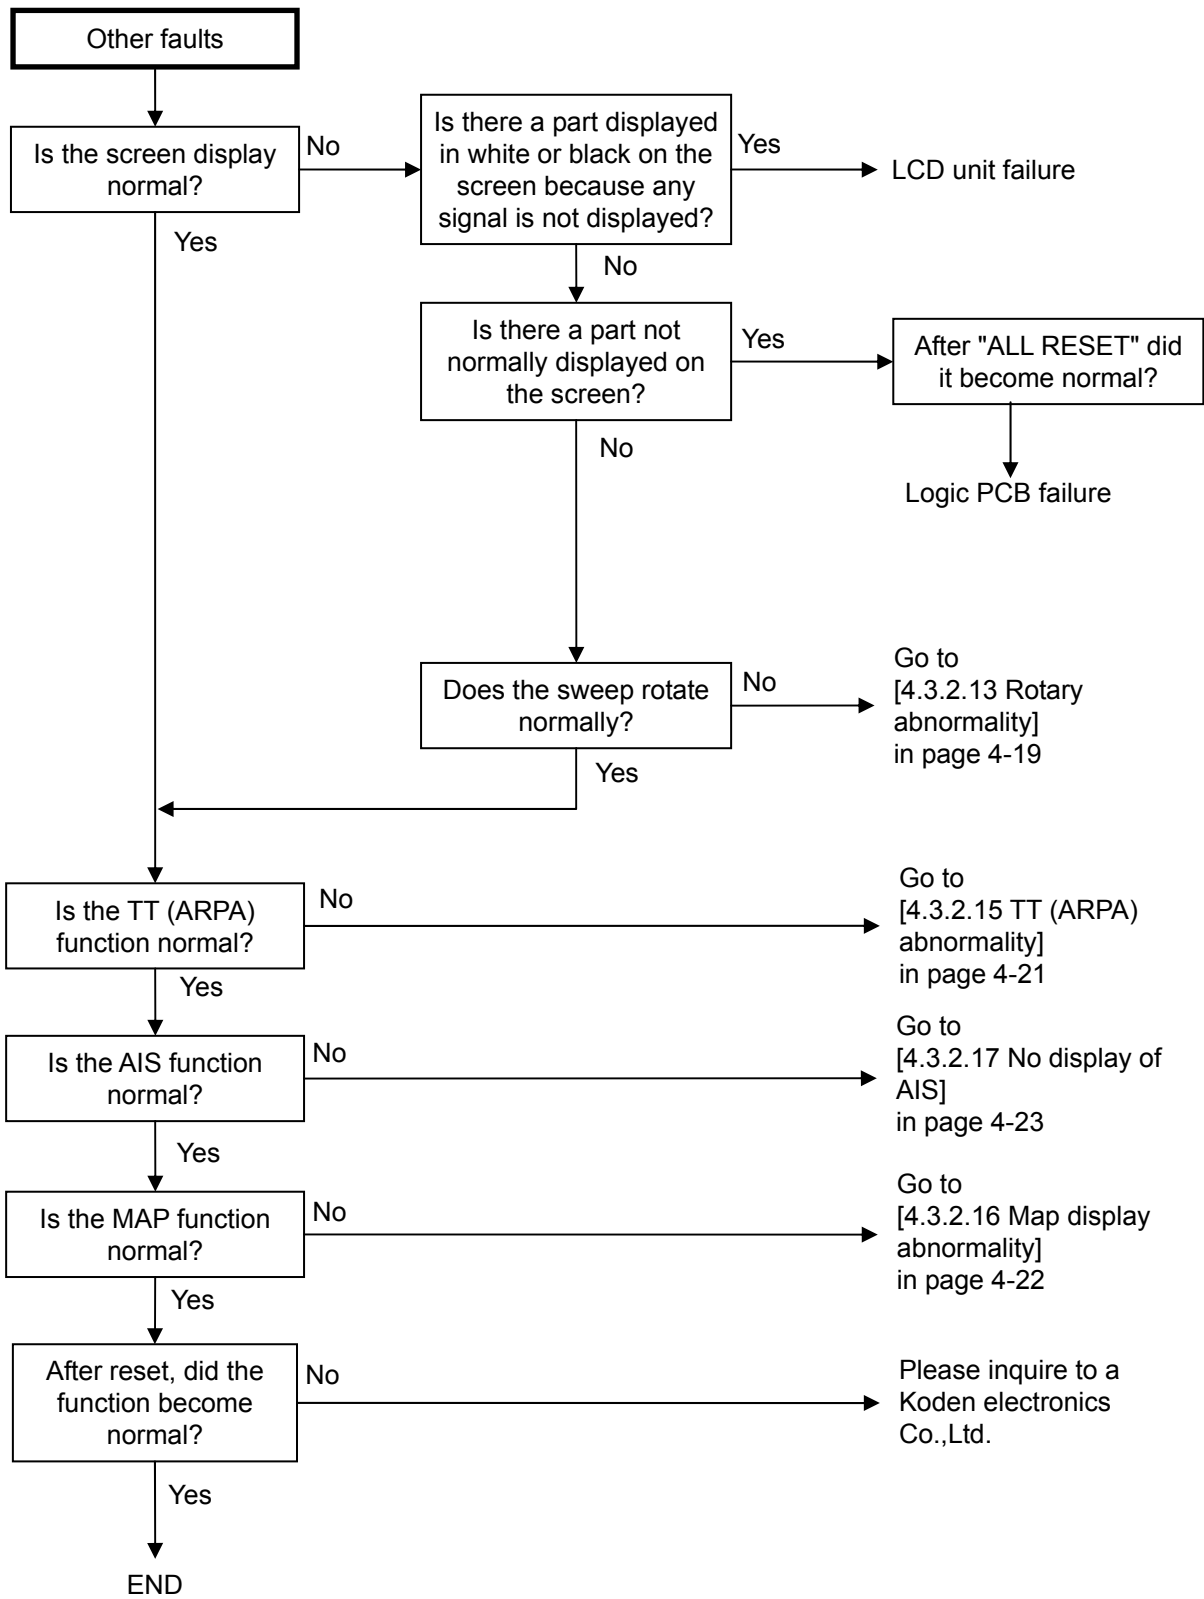 Other faults
Is the screen display
normal?
No
Yes
Is there a part displayed
in white or black on the
screen because any
signal is not displayed?
Yes
LCD unit failure
No
Is there a part not
normally displayed on
the screen?
Yes
After "ALL RESET" did
it become normal?
Logic PCB failure
No
Does the sweep rotate
normally?
No
Go to
[4.3.2.13 Rotary
abnormality]
in page 4-19
Yes
Is the TT (ARPA)
function normal?
No
Go to
[4.3.2.15 TT (ARPA)
abnormality]
in page 4-21
Yes
Is the AIS function
normal?
No
Go to
[4.3.2.17 No display of
AIS]
in page 4-23
Yes
Is the MAP function
normal?
No
Go to
[4.3.2.16 Map display
abnormality]
in page 4-22
Yes
After reset, did the
function become
normal?
No
Please inquire to a
Koden electronics
Co.,Ltd.
Yes
END